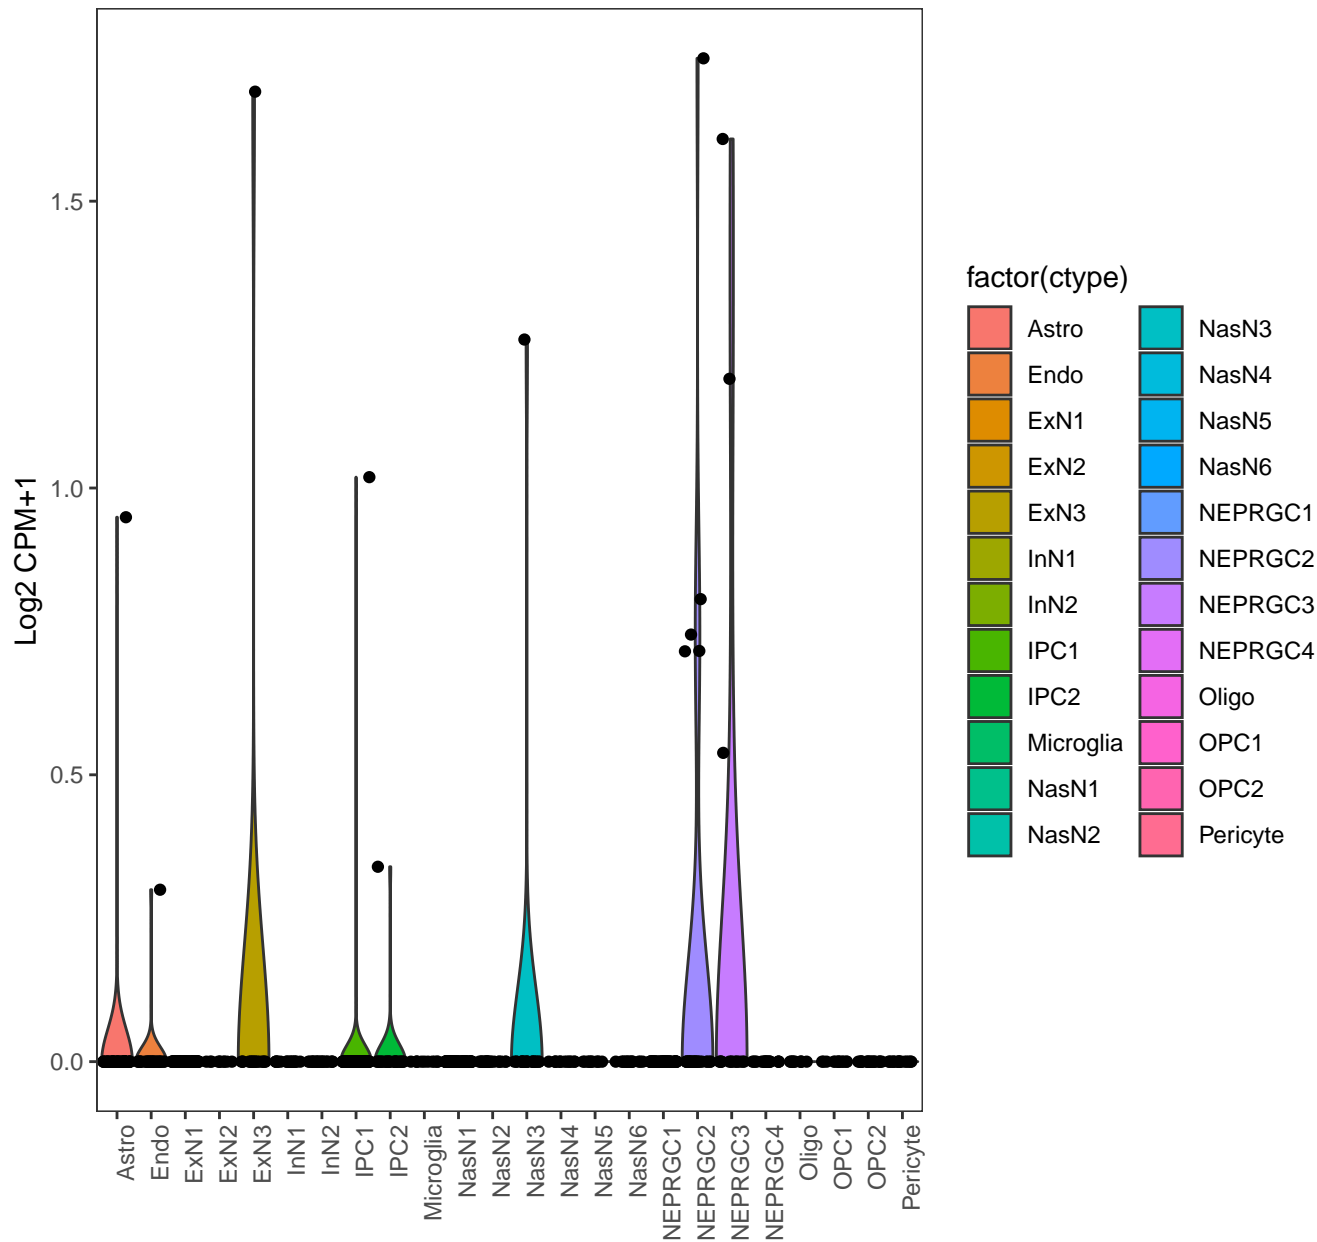 Log2 CPM+1
1.5
1.0
0.5
0.0
Astro
Endo
ExN1
ExN2
ExN3
InN1
InN2
IPC1
IPC2
Microglia
NasN1
NasN2
NasN3
NasN4
NasN5
NasN6
NEPRGC1
NEPRGC2
NEPRGC3
NEPRGC4
Oligo
OPC1
OPC2
Pericyte
factor(ctype)
Astro
Endo
ExN1
ExN2
ExN3
InN1
InN2
IPC1
IPC2
Microglia
NasN1
NasN2
NasN3
NasN4
NasN5
NasN6
NEPRGC1
NEPRGC2
NEPRGC3
NEPRGC4
Oligo
OPC1
OPC2
Pericyte